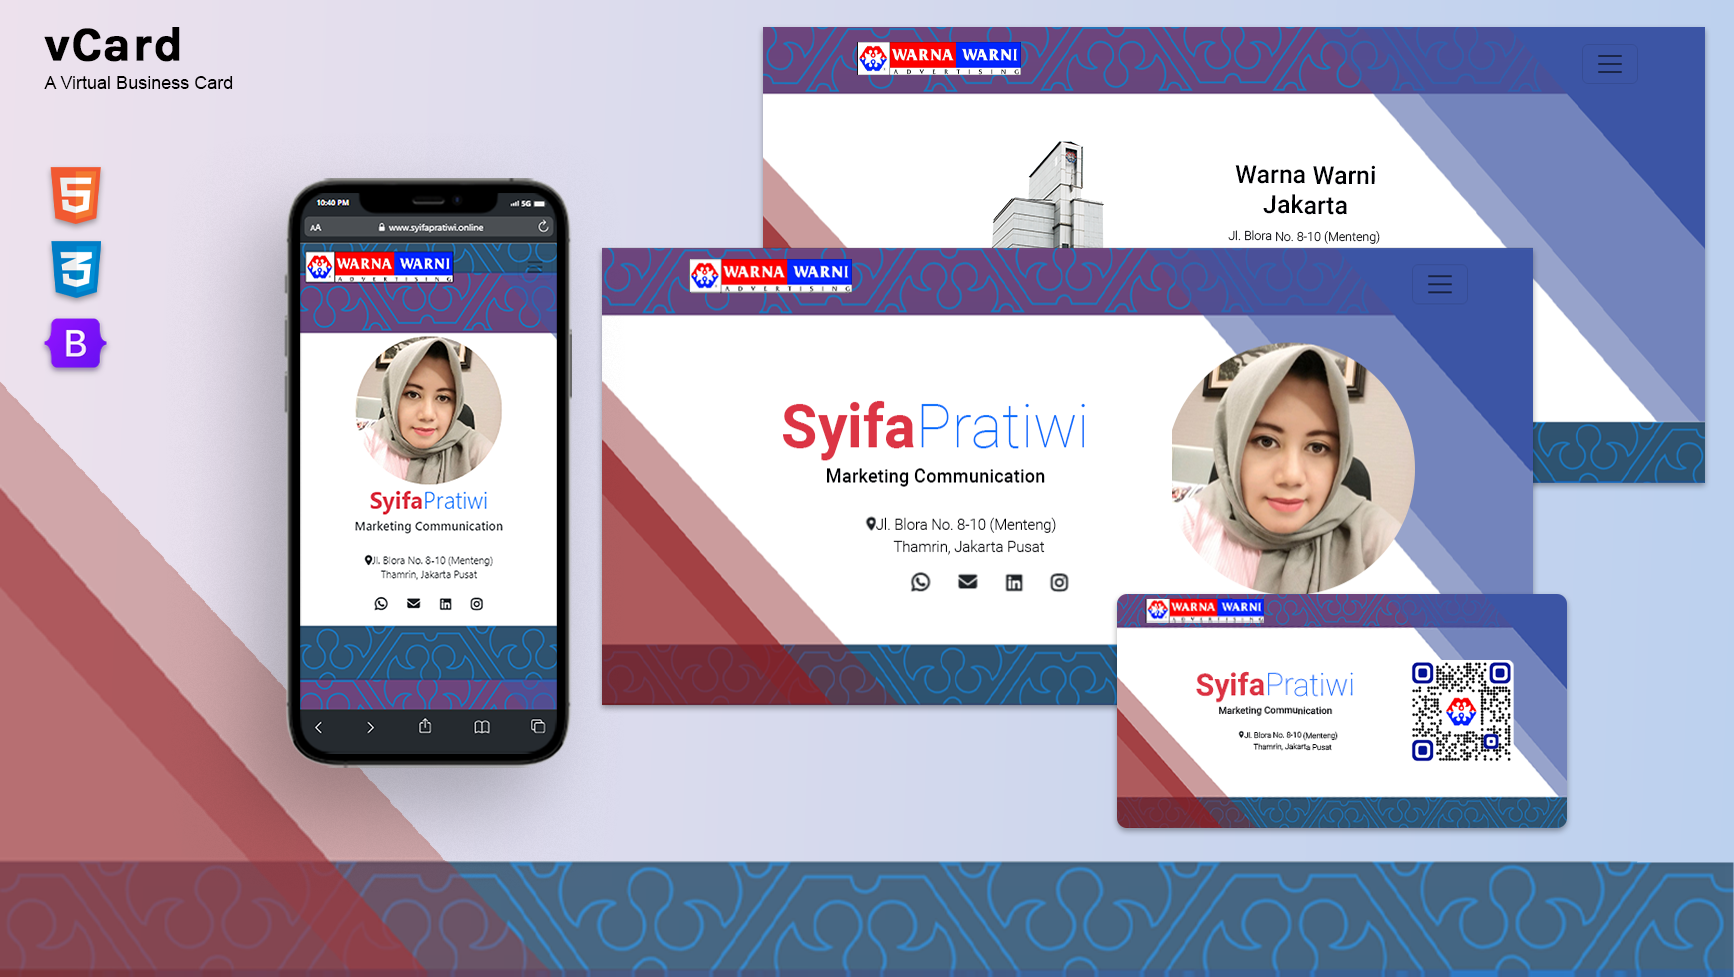 vCard
A Virtual Business Card
5
3
B
10:40 PM
5G
AA
www.syifapratiwi.online
WARNA WARNI
ADVERTISING
SyifaPratiwi
Marketing Communication
Jl. Blora No. 8-10 (Menteng)
Thamrin, Jakarta Pusat
WARNA WARNI
ADVERTISING
Warna Warni
Jakarta
Jl. Blora No. 8-10 (Menteng)
WARNA WARNI
ADVERTISING
SyifaPratiwi
Marketing Communication
Jl. Blora No. 8-10 (Menteng)
Thamrin, Jakarta Pusat
WARNA WARNI
ADVERTISING
SyifaPratiwi
Marketing Communication
Jl. Blora No. 8-10 (Menteng)
Thamrin, Jakarta Pusat